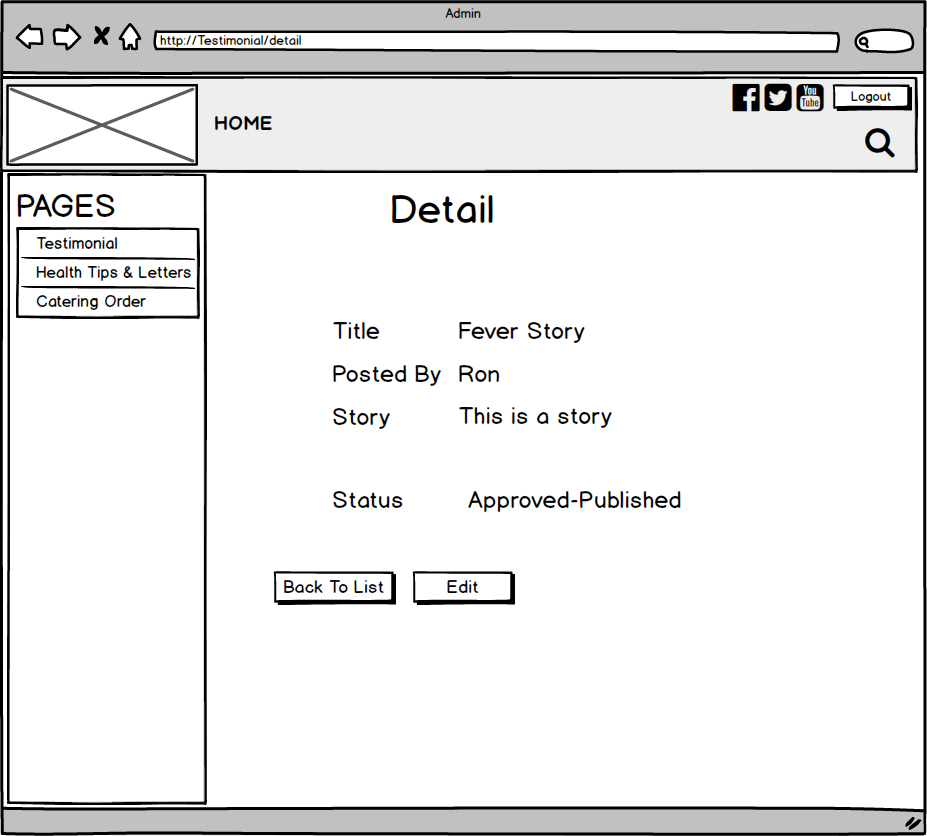 Admin
http://Testimonial/detail
You
Tube
Logout
HOME
PAGES
Testimonial
Health Tips & Letters
Catering Order
Detail
Title Fever Story
Posted By Ron
Story This is a story
Status Approved-Published
Back To List Edit